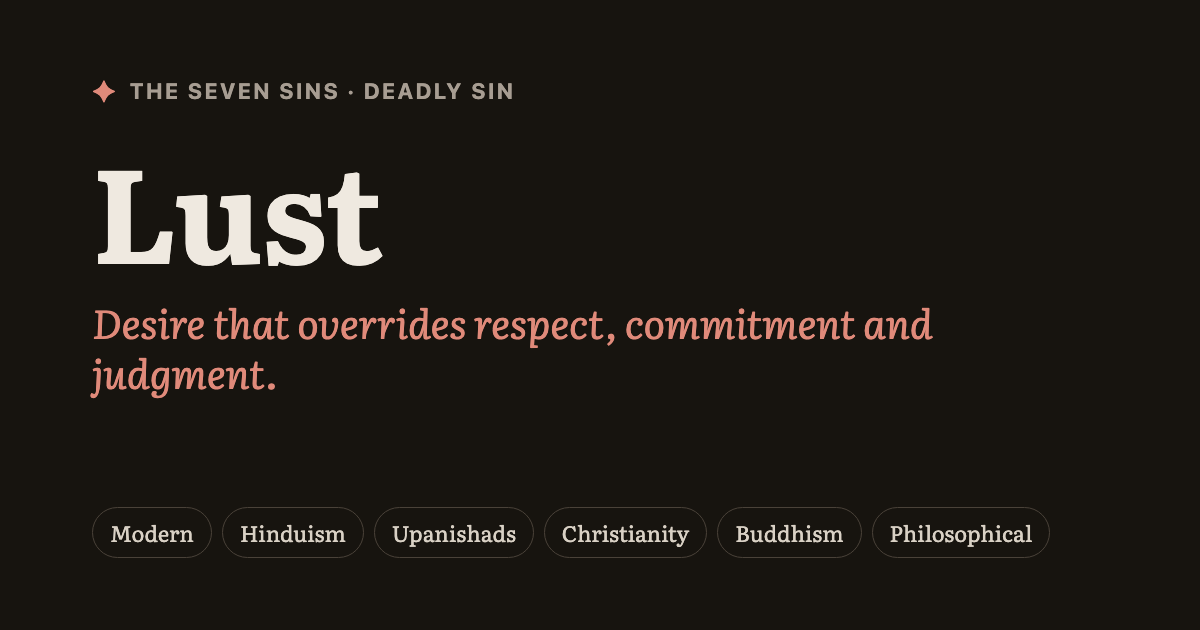 THE SEVEN SINS · DEADLY SIN
Lust
Desire that overrides respect, commitment and
judgment.
Modern Hinduism Upanishads Christianity Buddhism Philosophical